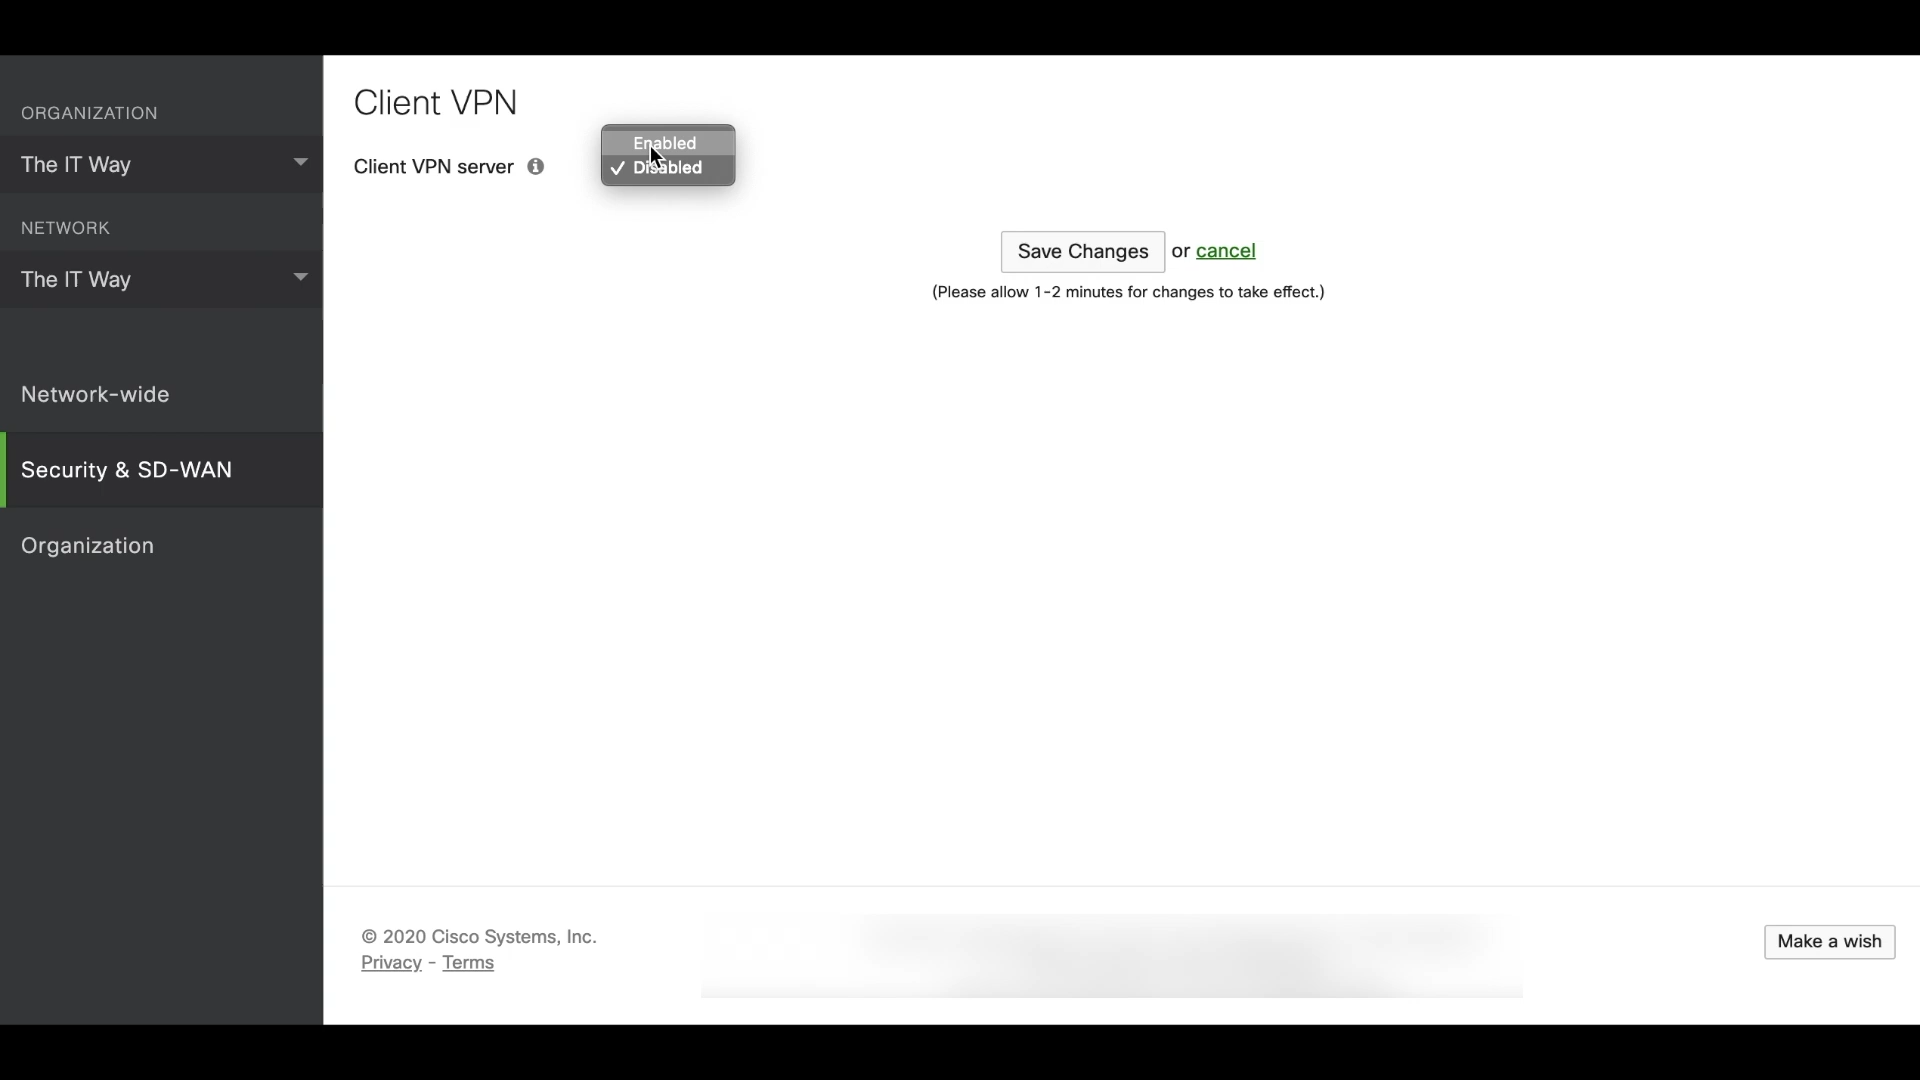 ORGANIZATION
The IT Way
NETWORK
The IT Way
Network-wide
Security & SD-WAN
Organization
Client VPN
Client VPN server
Enabled
✓ Disabled
Save Changes or cancel
(Please allow 1-2 minutes for changes to take effect.)
© 2020 Cisco Systems, Inc.
Privacy - Terms
Make a wish